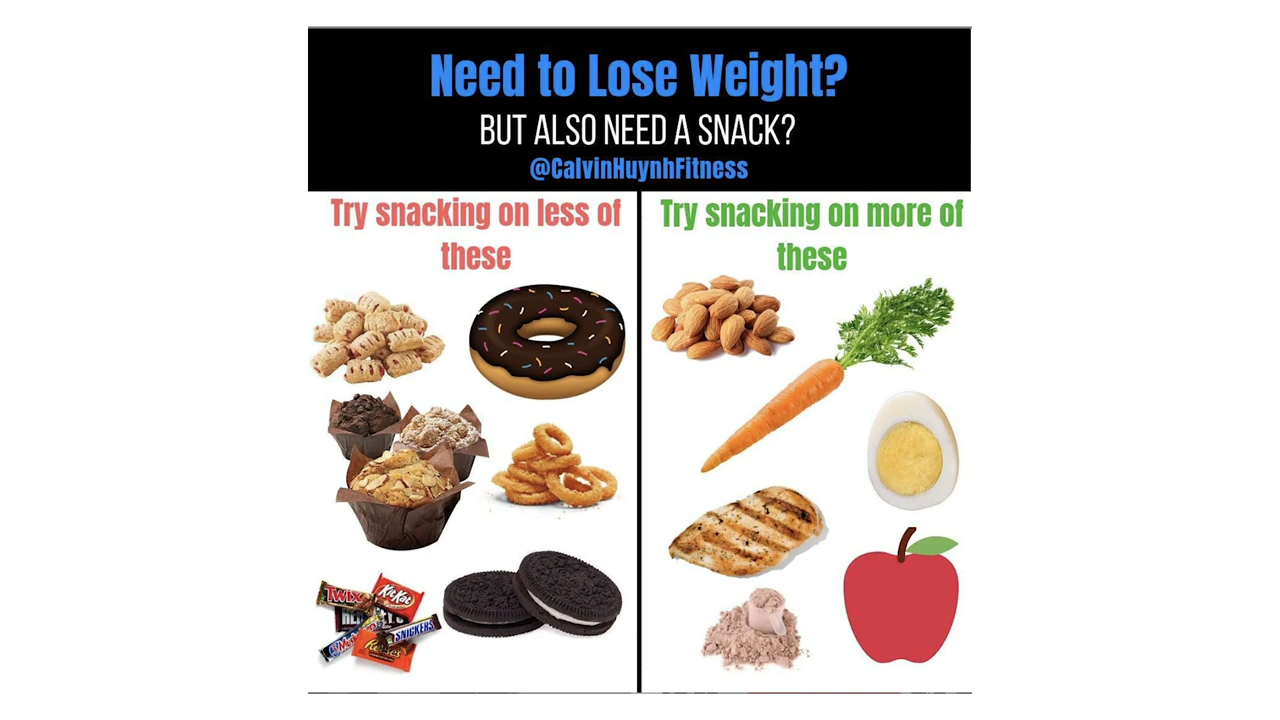 Need to Lose Weight?
BUT ALSO NEED A SNACK?
@CalvinHuynhFitness
Try snacking on less of
these
Try snacking on more of
these
TWIX
KitKat
SNICKERS
Reese's